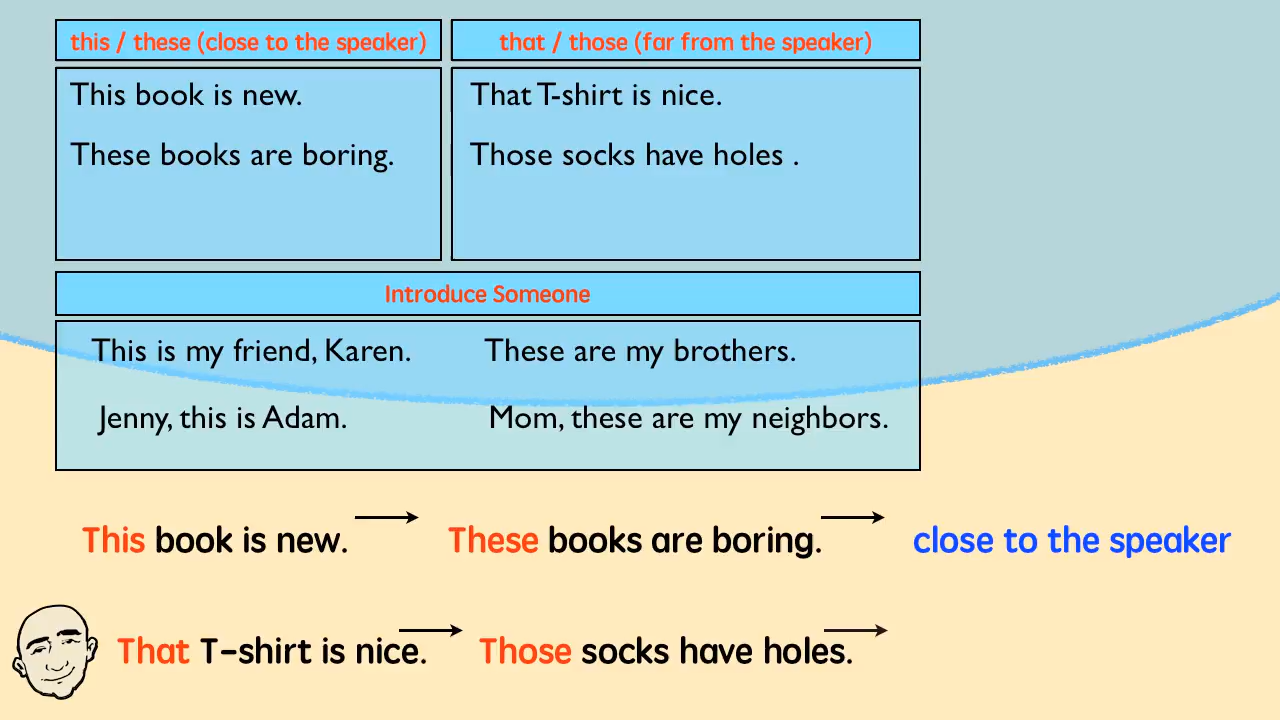 this / these (close to the speaker)
that / those (far from the speaker)
This book is new.
These books are boring.
That T-shirt is nice.
Those socks have holes .
Introduce Someone
This is my friend, Karen.
These are my brothers.
Jenny, this is Adam.
Mom, these are my neighbors.
This book is new. These books are boring. close to the speaker
That T-shirt is nice. Those socks have holes.